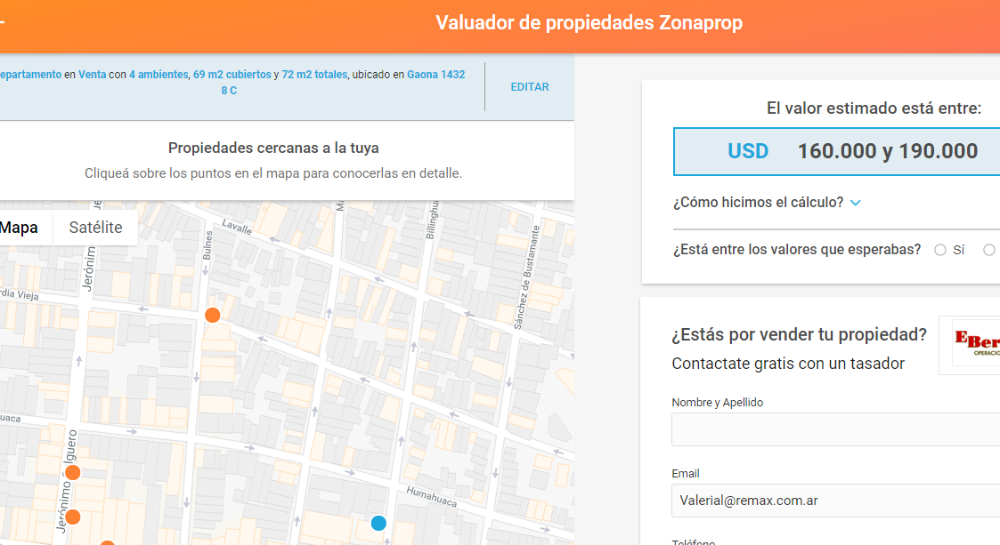 Valuador de propiedades Zonaprop
epartamento en Venta con 4 ambientes, 69 m2 cubiertos y 72 m2 totales, ubicado en Gaona 1432
8 C
EDITAR
Propiedades cercanas a la tuya
Cliqueá sobre los puntos en el mapa para conocerlas en detalle.
Mapa
Satélite
Lavalle
Bulnes
Billinghur
Sánchez de Bustamante
Jerónim
rdia Vieja
uaca
Jerónimo
lguero
Humahuaca
El valor estimado está entre:
USD 160.000 y 190.000
¿Cómo hicimos el cálculo?
¿Está entre los valores que esperabas?
Sí
¿Estás por vender tu propiedad?
Contactate gratis con un tasador
EBer
OPERACIO
Nombre y Apellido
Email
Valerial@remax.com.ar
Teléfono